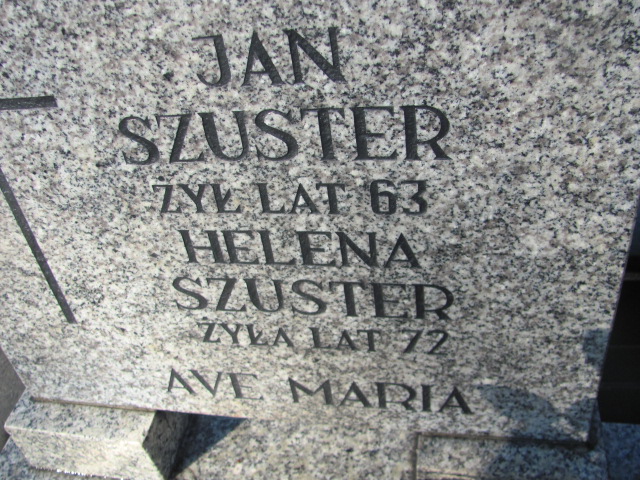 JAN
SZUSTER
ŻYŁ LAT 63
HELENA
SZUSTER
ŻYŁA LAT 72
AVE MARIA